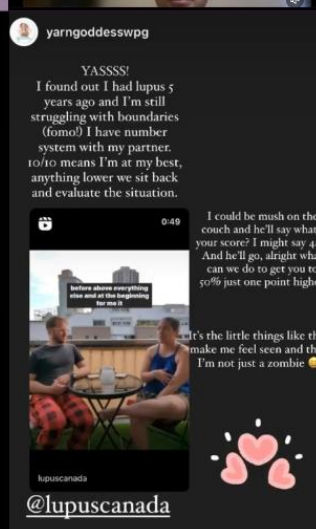 yarngoddesswpg
YASSSS!
I found out I had lupus 5
years ago and I'm still
struggling with boundaries
(fomo!) I have number
system with my partner.
10/10 means I'm at my best,
anything lower we sit back
and evaluate the situation.
0:49
before above everything
else and at the beginning
for me it
I could be mush on the
couch and he'll say what
your score? I might say 4
And he'll go, alright wha
can we do to get you to
50% just one point highe
It's the little things like th
make me feel seen and th
I'm not just a zombie
lupuscanada
@lupuscanada